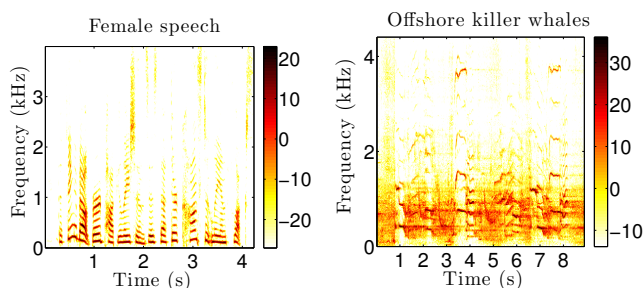 Female speech
Frequency (kHz)
3
2
1
0
1 2 3 4
Time (s)
20
10
0
−10
−20
Offshore killer whales
Frequency (kHz)
4
2
0
1 2 3 4 5 6 7 8
Time (s)
30
20
10
0
−10